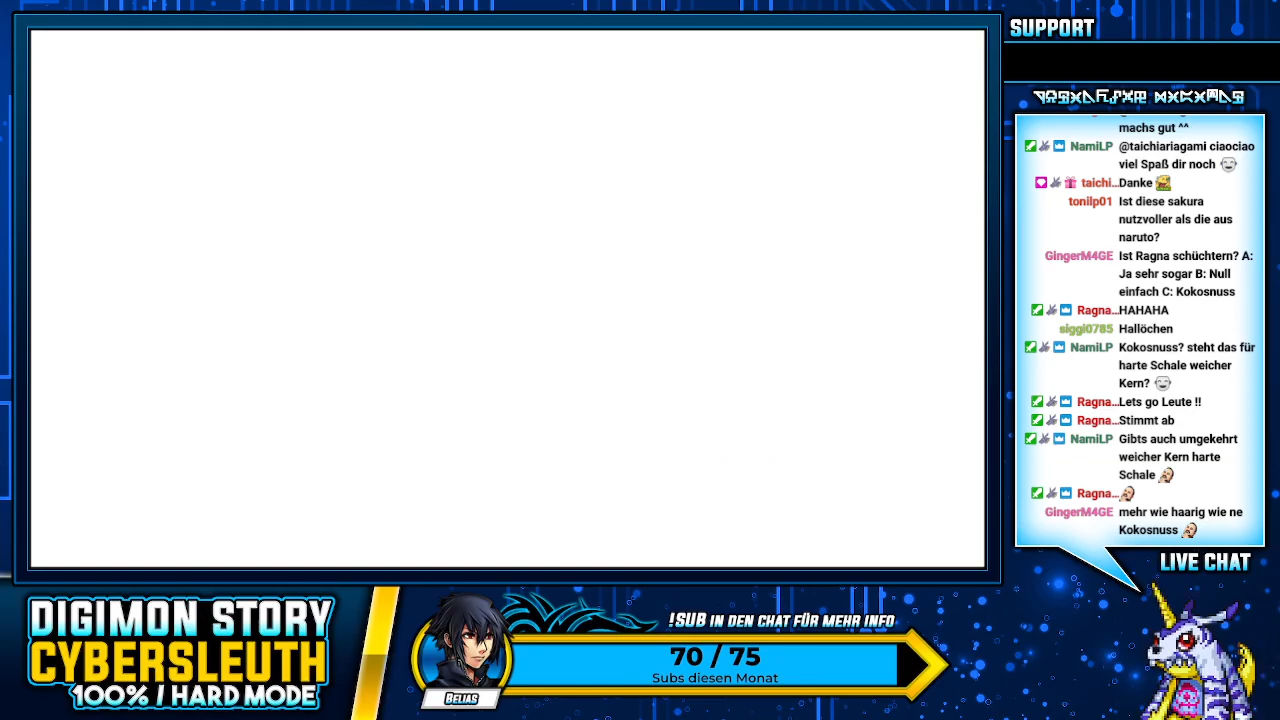 SUPPORT
machs gut ^^
NamiLP @taichiariagami ciaociao
viel Spaß dir noch
taichi... Danke
tonilp01 Ist diese sakura
nutzvoller als die aus
naruto?
GingerM4GE Ist Ragna schüchtern? A:
Ja sehr sogar B: Null
einfach C: Kokosnuss
Ragna... HAHAHA
siggi0785 Hallöchen
NamiLP Kokosnuss? steht das für
harte Schale weicher
Kern?
Ragna... Lets go Leute !!
Ragna... Stimmt ab
NamiLP Gibts auch umgekehrt
weicher Kern harte
Schale
Ragna...
GingerM4GE mehr wie haarig wie ne
Kokosnuss
LIVE CHAT
DIGIMON STORY
CYBERSLEUTH
100% / HARD MODE
!SUB IN DEN CHAT FÜR MEHR INFO
70 / 75
Subs diesen Monat
BELIAS